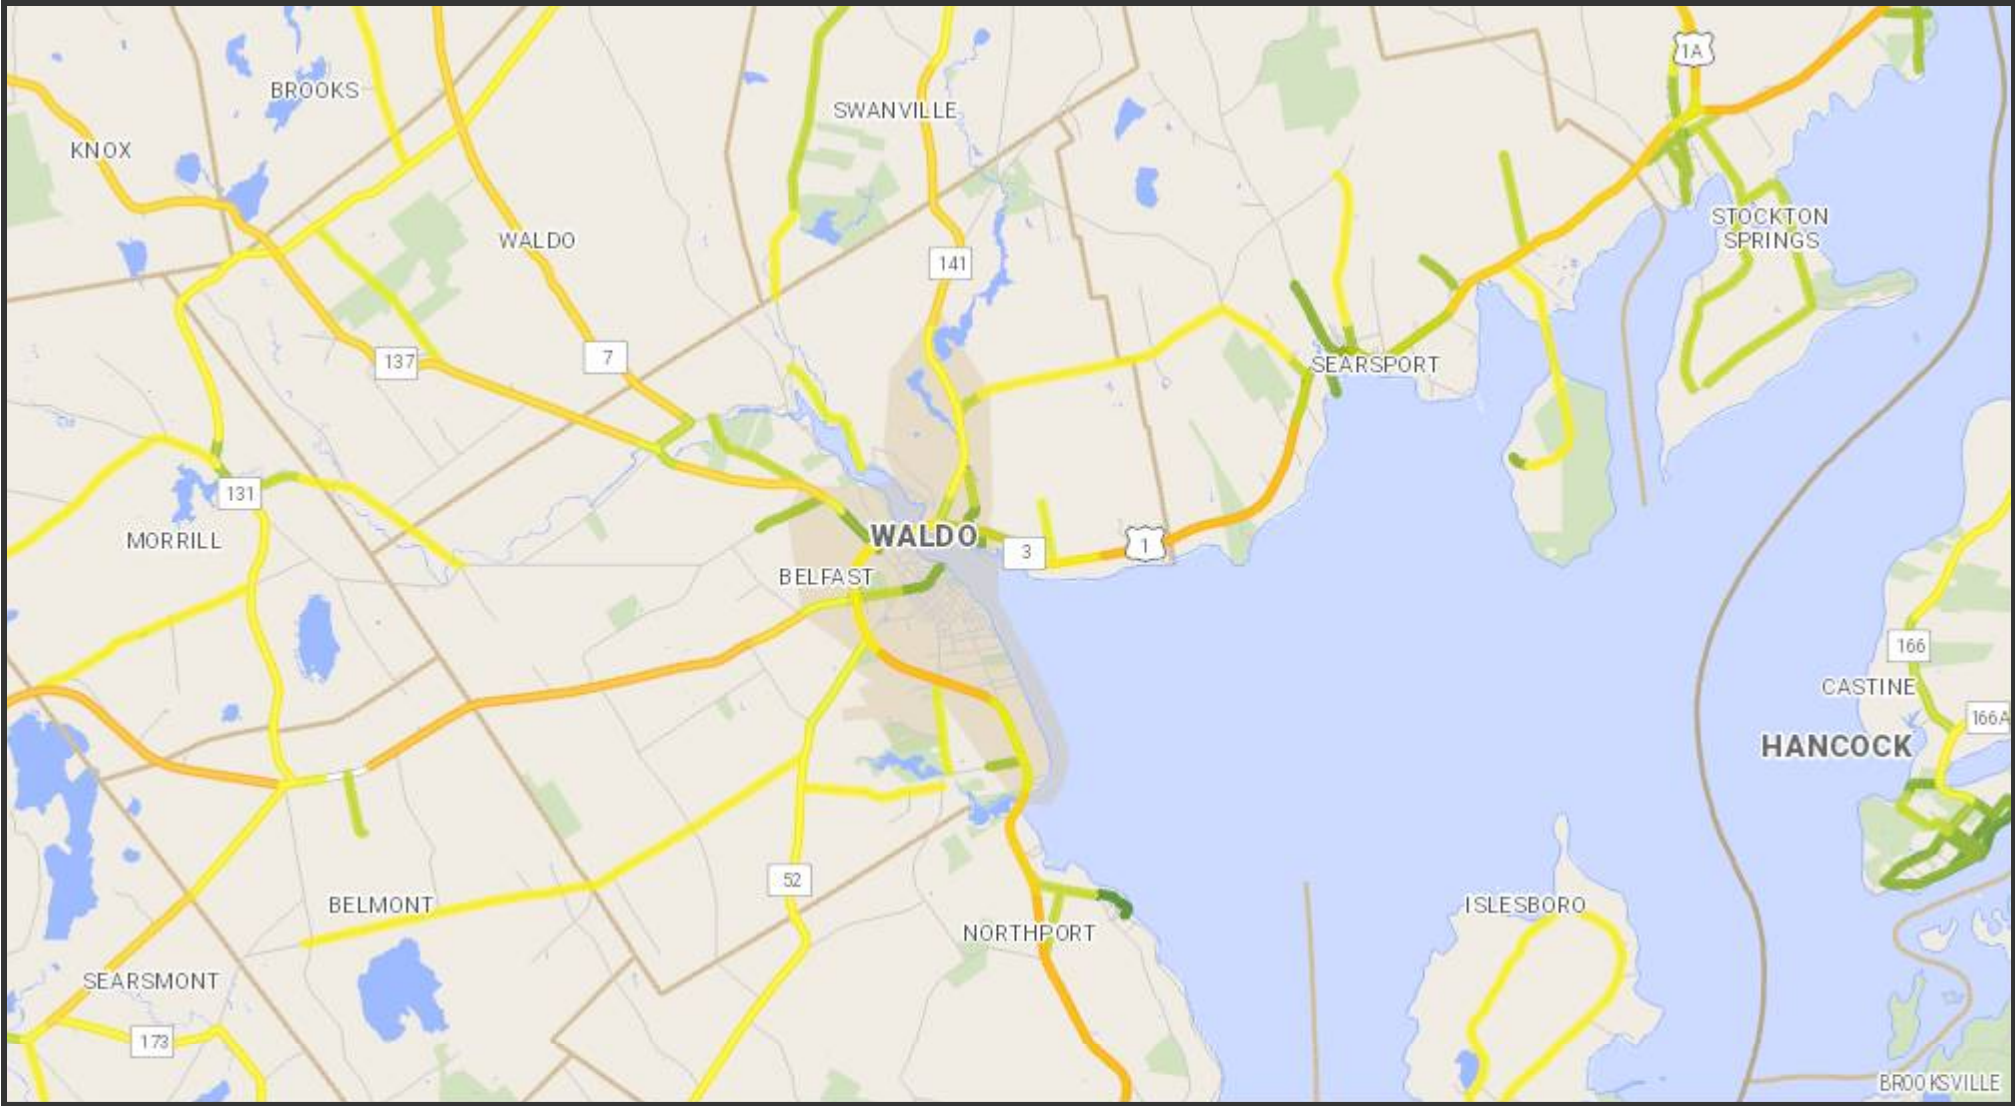 1A
BROOKS
SWANVILLE
KNOX
STOCKTON
SPRINGS
WALDO
141
137
7
SEARSPORT
131
MORRILL
WALDO
3
1
BELFAST
166
CASTINE
166A
HANCOCK
52
BELMONT
ISLESBORO
NORTHPORT
SEARSMONT
173
BROOKSVILLE